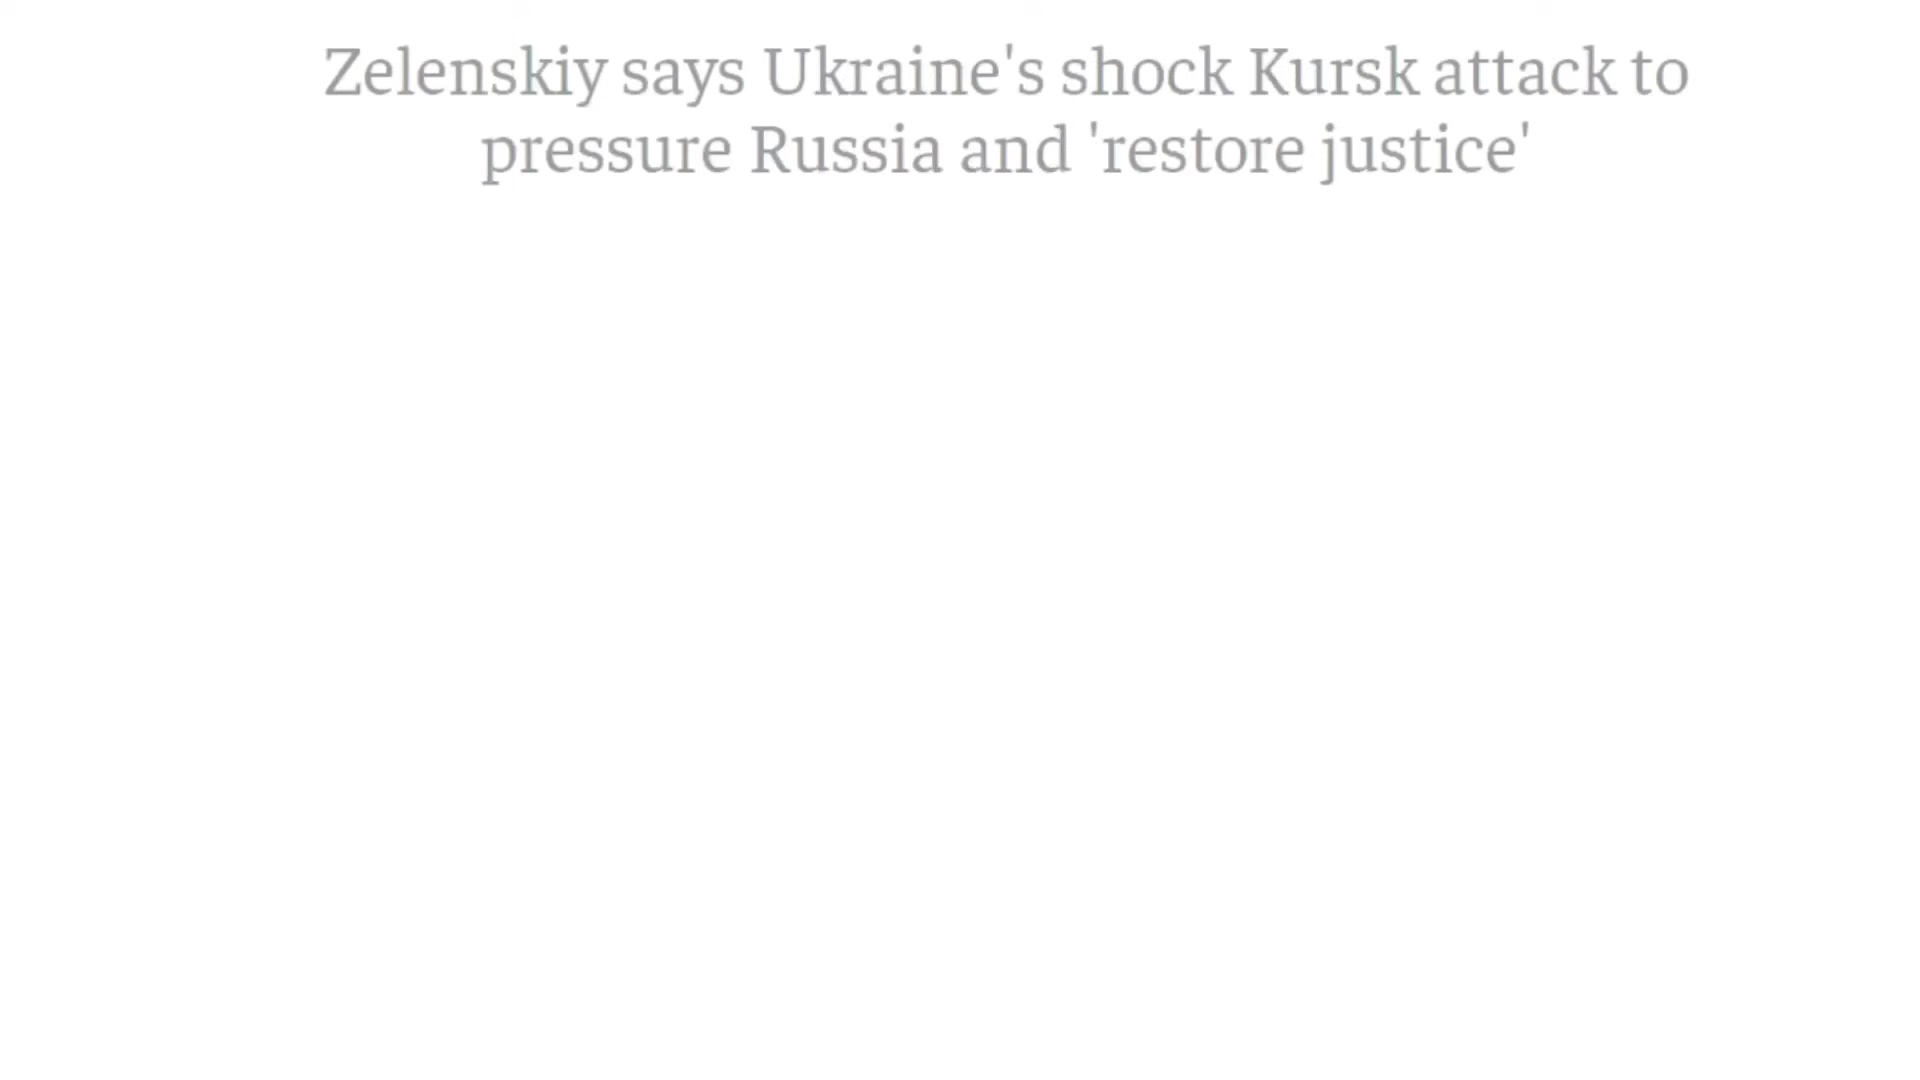 Zelenskiy says Ukraine's shock Kursk attack to
pressure Russia and 'restore justice'